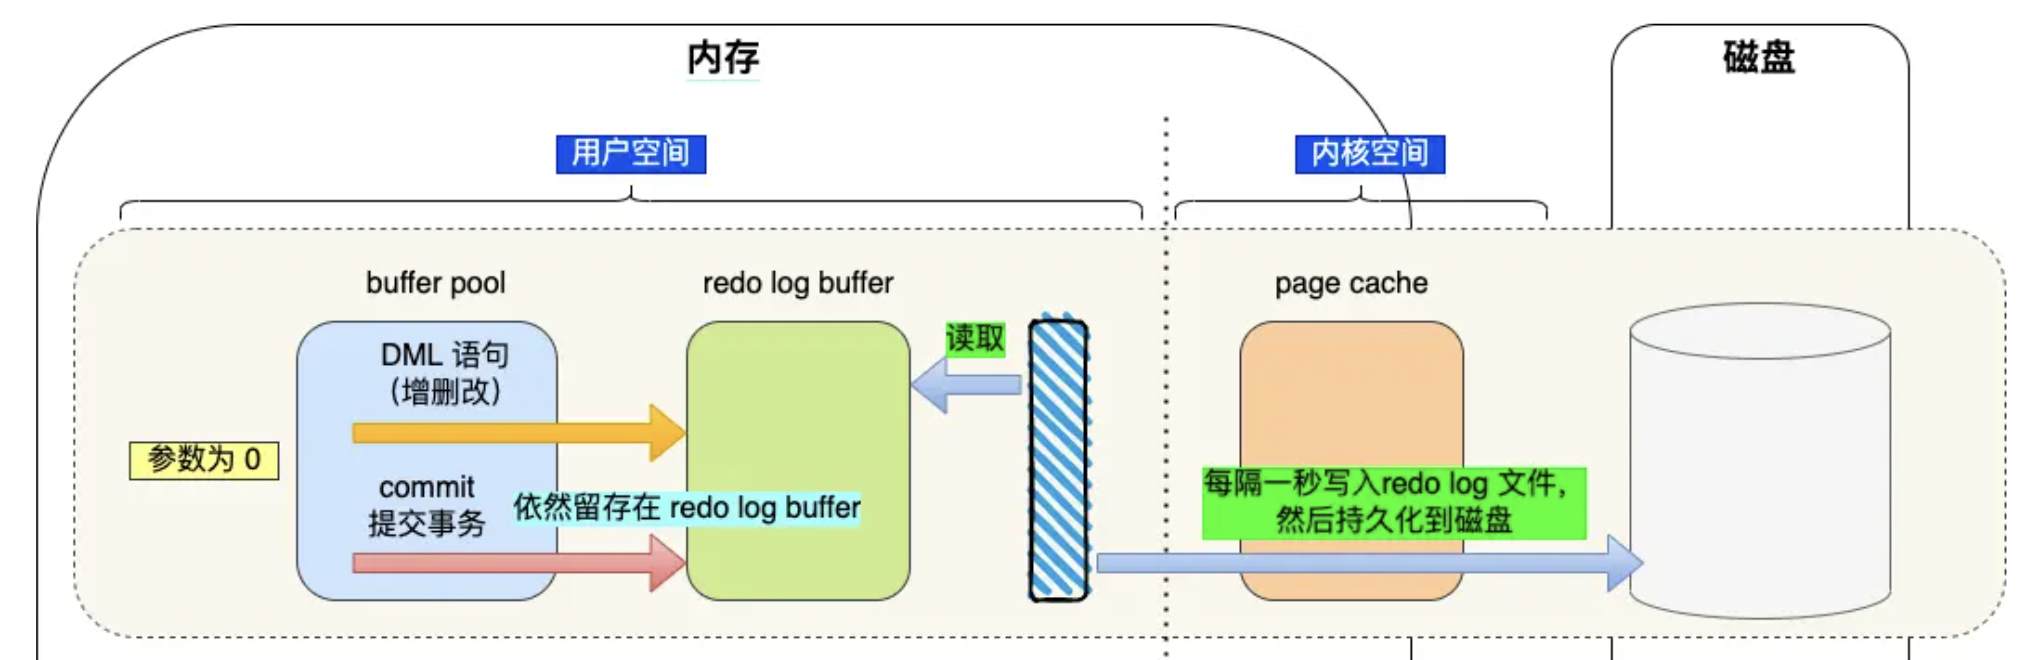 内存
磁盘
用户空间
内核空间
buffer pool
redo log buffer
page cache
DML 语句
（增删改）
读取
参数为 0
commit
提交事务
依然留存在 redo log buffer
每隔一秒写入redo log 文件，
然后持久化到磁盘